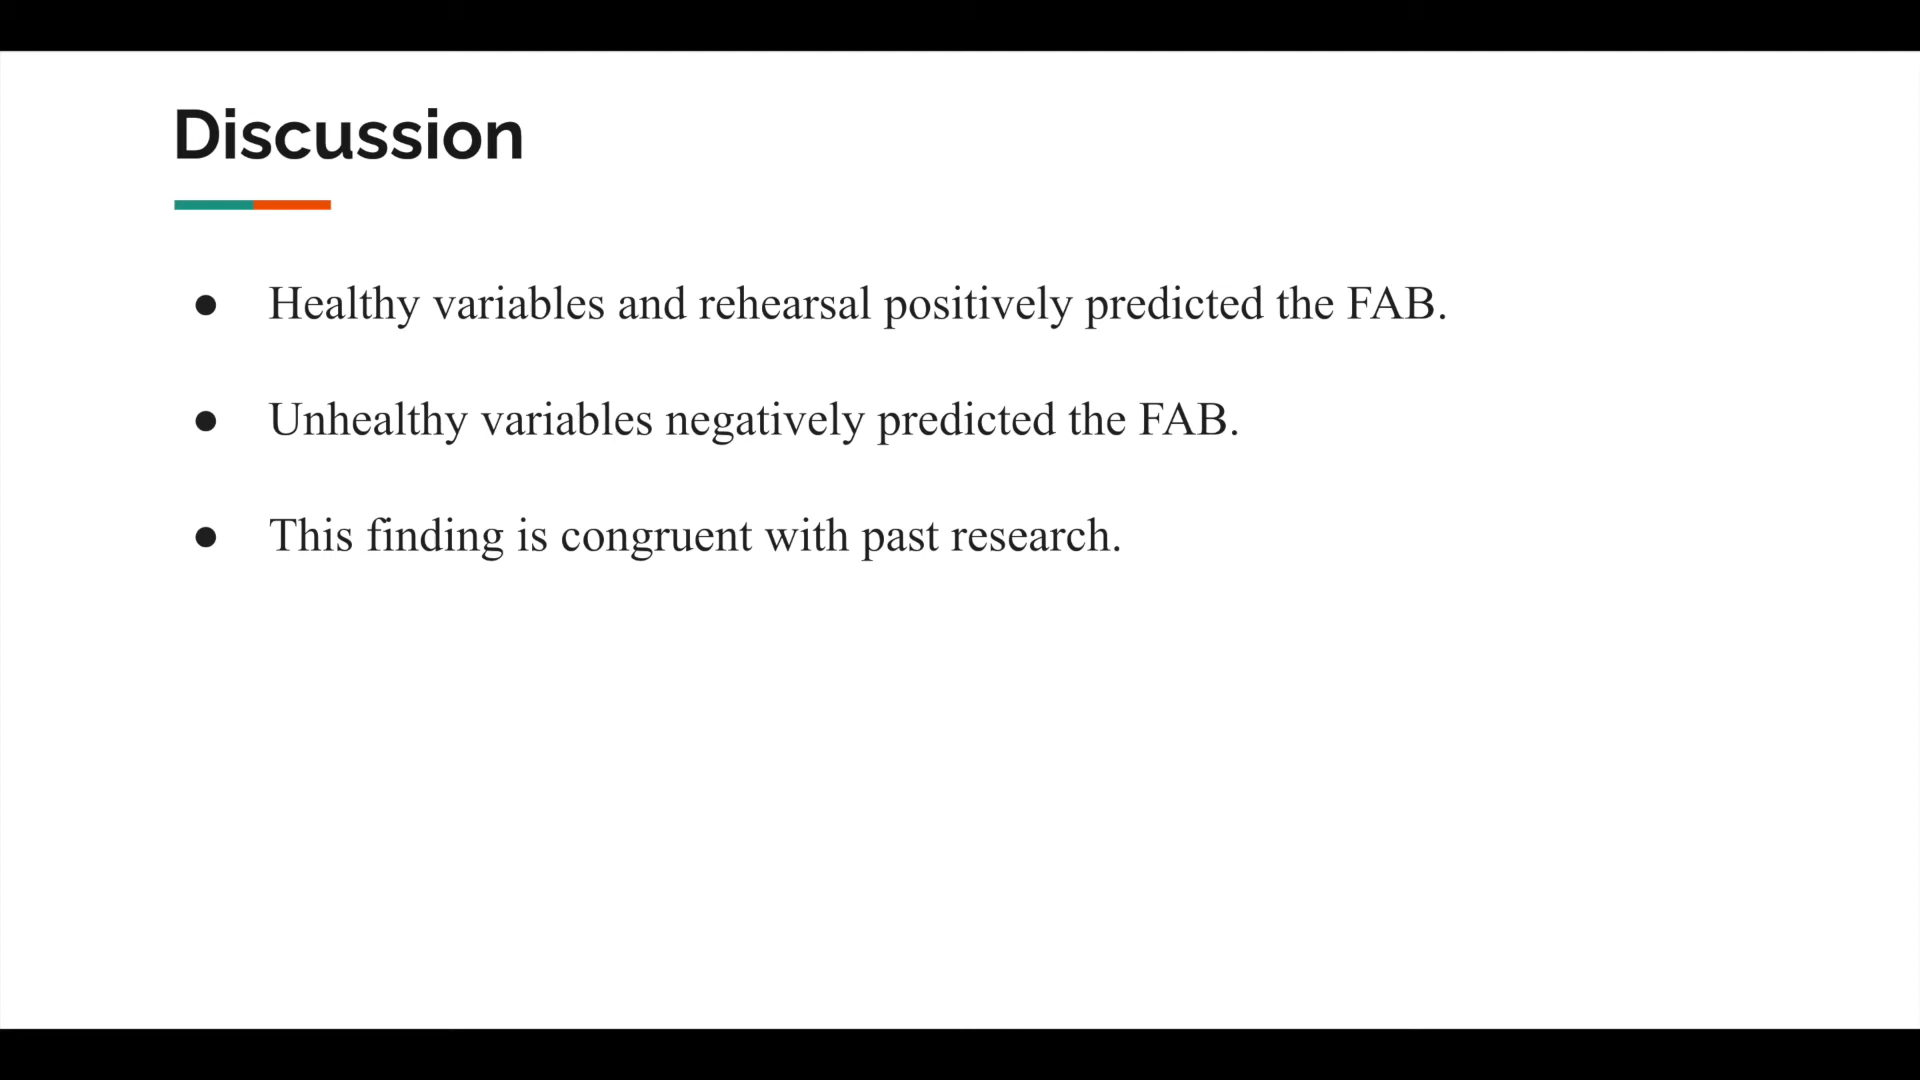 Discussion
● Healthy variables and rehearsal positively predicted the FAB.
● Unhealthy variables negatively predicted the FAB.
● This finding is congruent with past research.